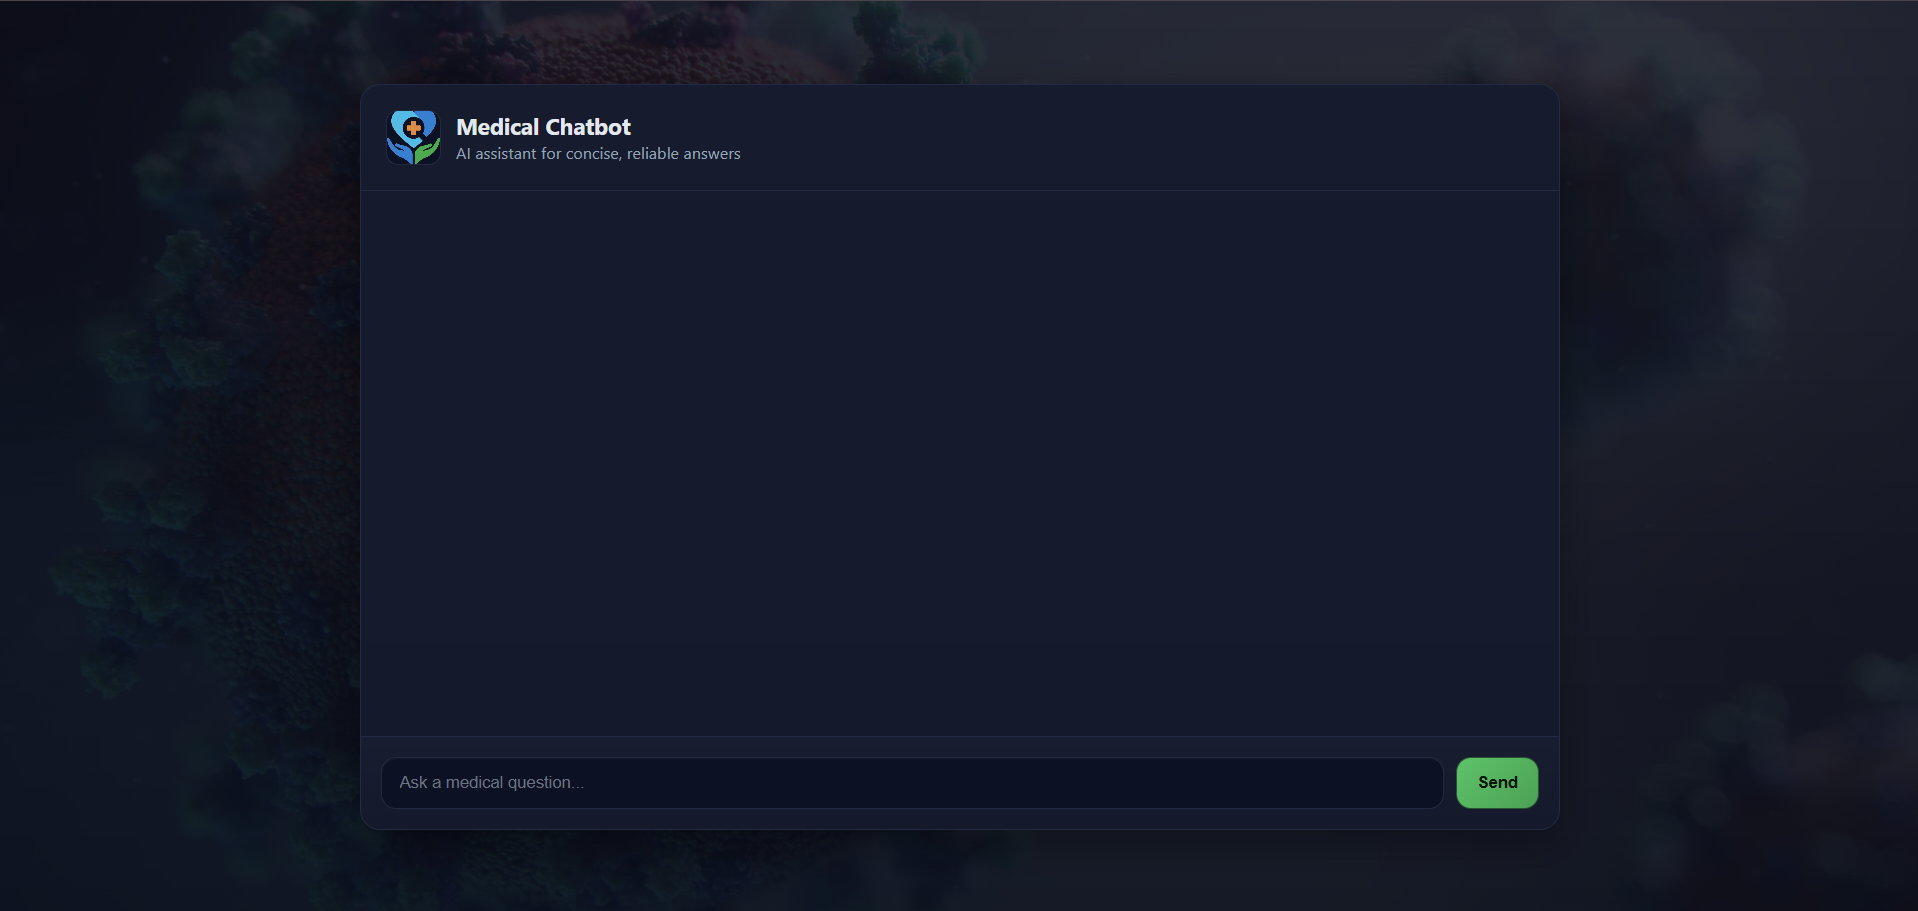 Medical Chatbot
AI assistant for concise, reliable answers
Ask a medical question...
Send